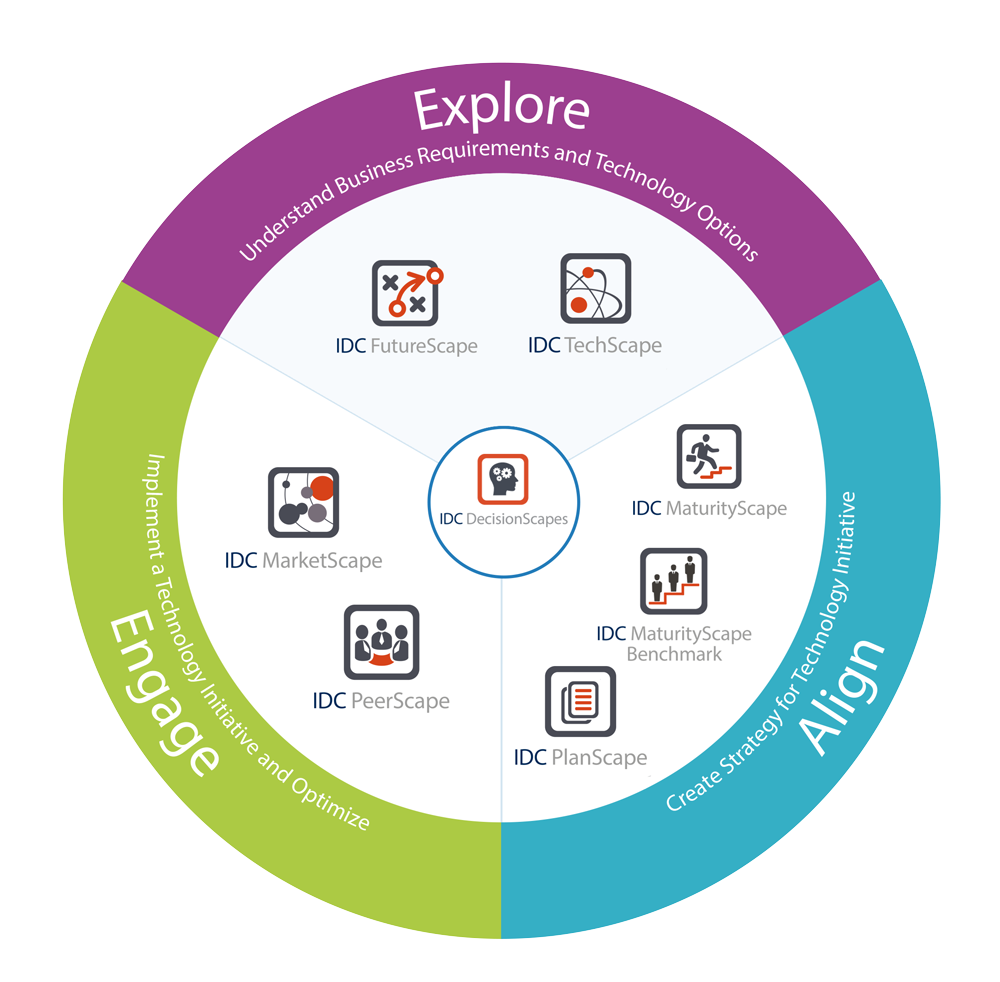 Explore
Understand Business Requirements and Technology Options
IDC FutureScape
IDC TechScape
IDC DecisionScapes
IDC MaturityScape
IDC MaturityScape
Benchmark
IDC PlanScape
Align
Create Strategy for Technology Initiative
IDC MarketScape
IDC PeerScape
Engage
Implement a Technology Initiative and Optimize